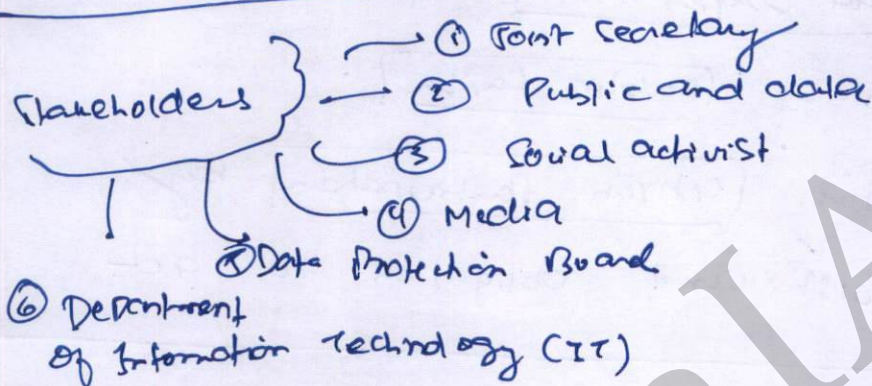 Stakeholders
① Joint Secretary
② Public and data
③ Social activist
④ Media
⑤ Data Protection Board
⑥ Department
of Information Technology (IT)